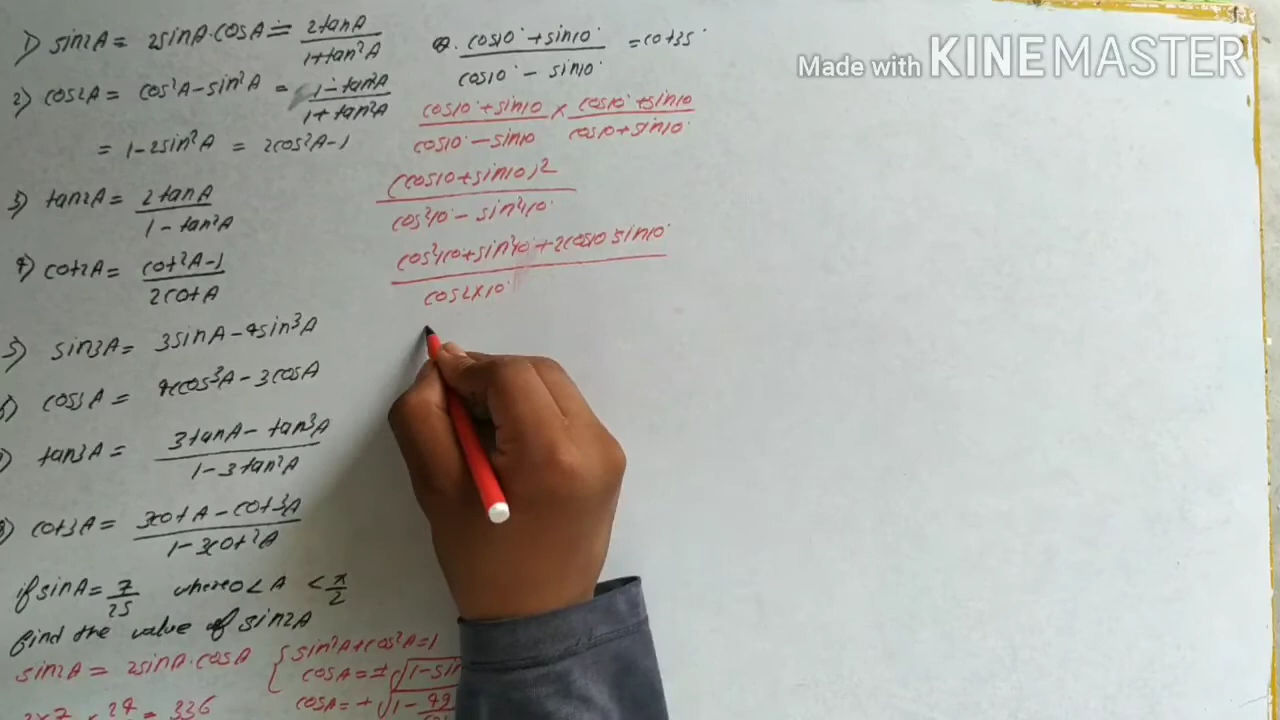 1) sin2A = 2sinA.cosA = 2tanA / 1+tan²A
2) cos2A = cos²A-sin²A = 1-tan²A / 1+tan²A
= 1-2sin²A = 2cos²A-1
3) tan2A = 2tanA / 1-tan²A
4) cot2A = cot²A-1 / 2cotA
5) sin3A = 3sinA-4sin³A
6) cos3A = 4cos³A-3cosA
tan3A = 3tanA-tan³A / 1-3tan²A
8) cot3A = 3cotA-cot³A / 1-3cot²A
if sinA = 7/25 where 0<A<π/2
find the value of sin2A
sin2A = 2sinA.cosA
{sin²A+cos²A=1
cosA=±√1-sin
cosA=+√1-49
336
Q. cos10°+sin10° / cos10°-sin10° = cot35°
cos10°+sin10 / cos10°-sin10 × cos10°+sin10 / cos10+sin10°
(cos10+sin10)2 / cos²10°-sin²10°
cos²10+sin²10+2cos10 sin10° / cos2×10°
Made with KINEMASTER